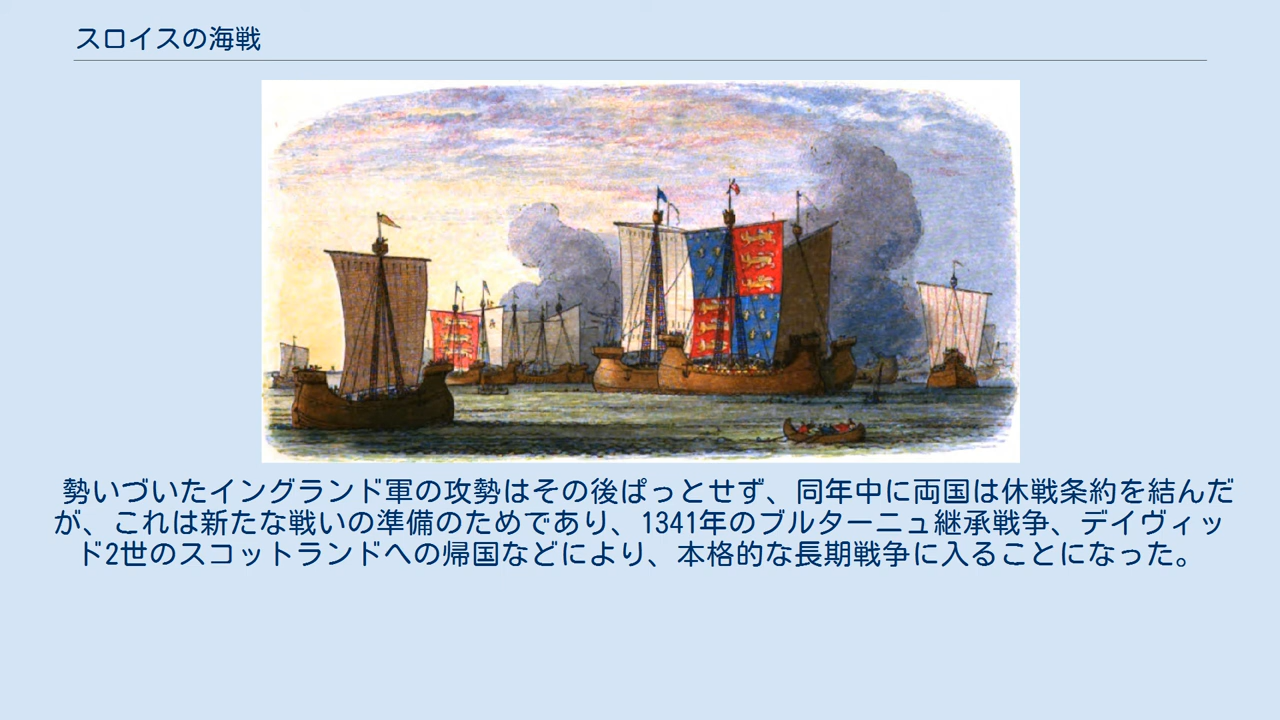 スロイスの海戦
勢いづいたイングランド軍の攻勢はその後ぱっとせず、同年中に両国は休戦条約を結んだ
が、これは新たな戦いの準備のためであり、1341年のブルターニュ継承戦争、デイヴィッ
ド2世のスコットランドへの帰国などにより、本格的な長期戦争に入ることになった。